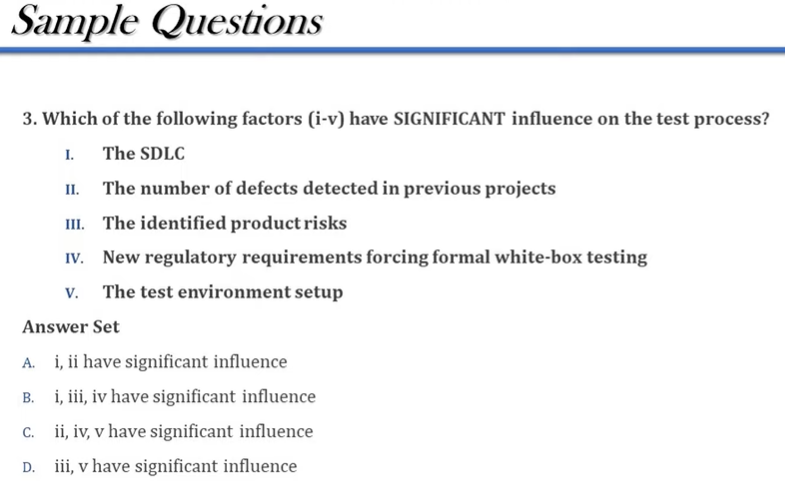 Sample Questions
3. Which of the following factors (i-v) have SIGNIFICANT influence on the test process?
I. The SDLC
II. The number of defects detected in previous projects
III. The identified product risks
IV. New regulatory requirements forcing formal white-box testing
V. The test environment setup
Answer Set
A. i, ii have significant influence
B. i, iii, iv have significant influence
C. ii, iv, v have significant influence
D. iii, v have significant influence